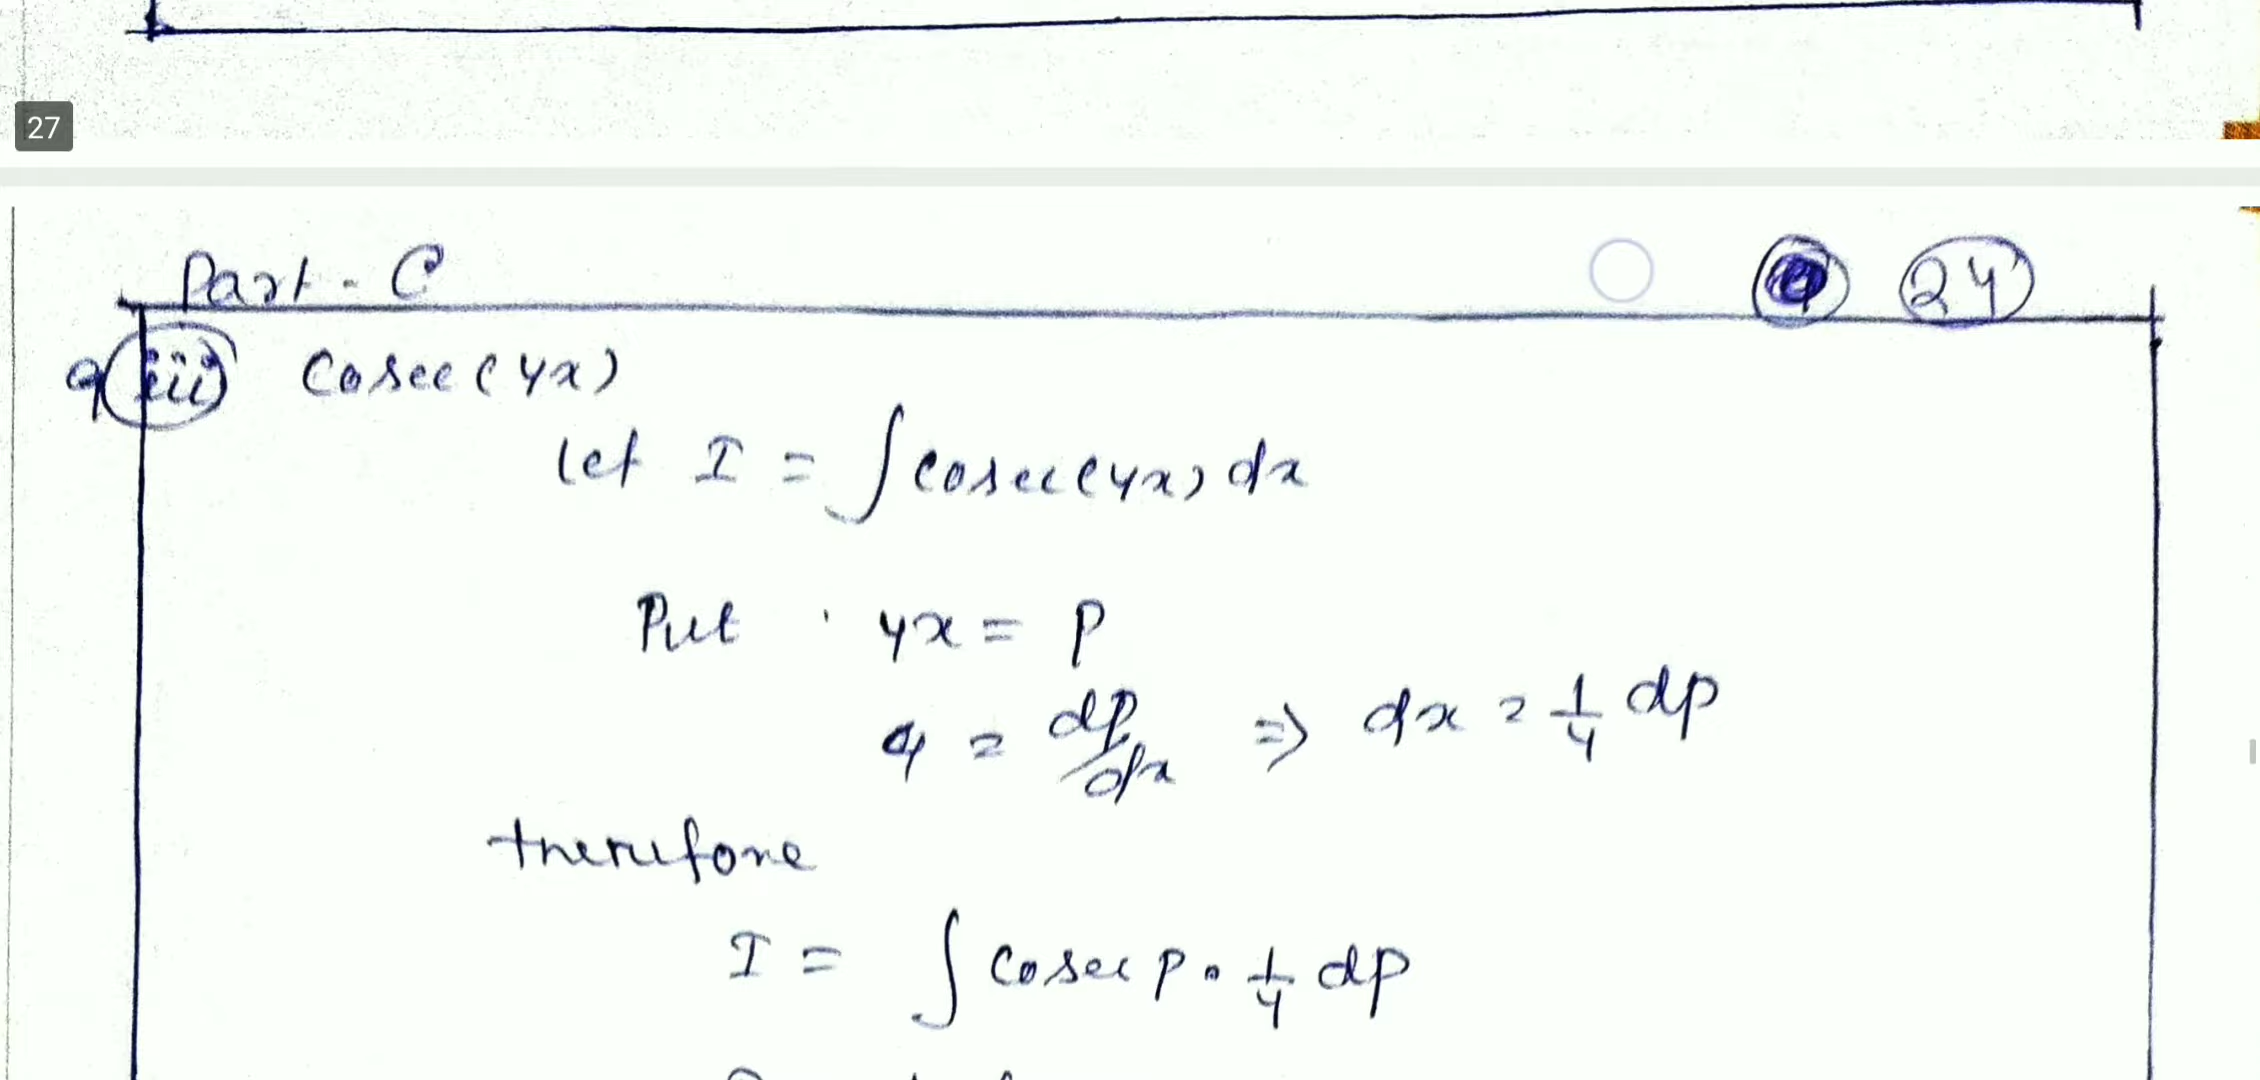 27
Part - C
24
9 iii cosec(4x)
let I = ∫ cosec(4x) dx
Put 4x = P
4 = dp/dx ⇒ dx = 1/4 dp
therefore
I = ∫ cosec p . 1/4 dp